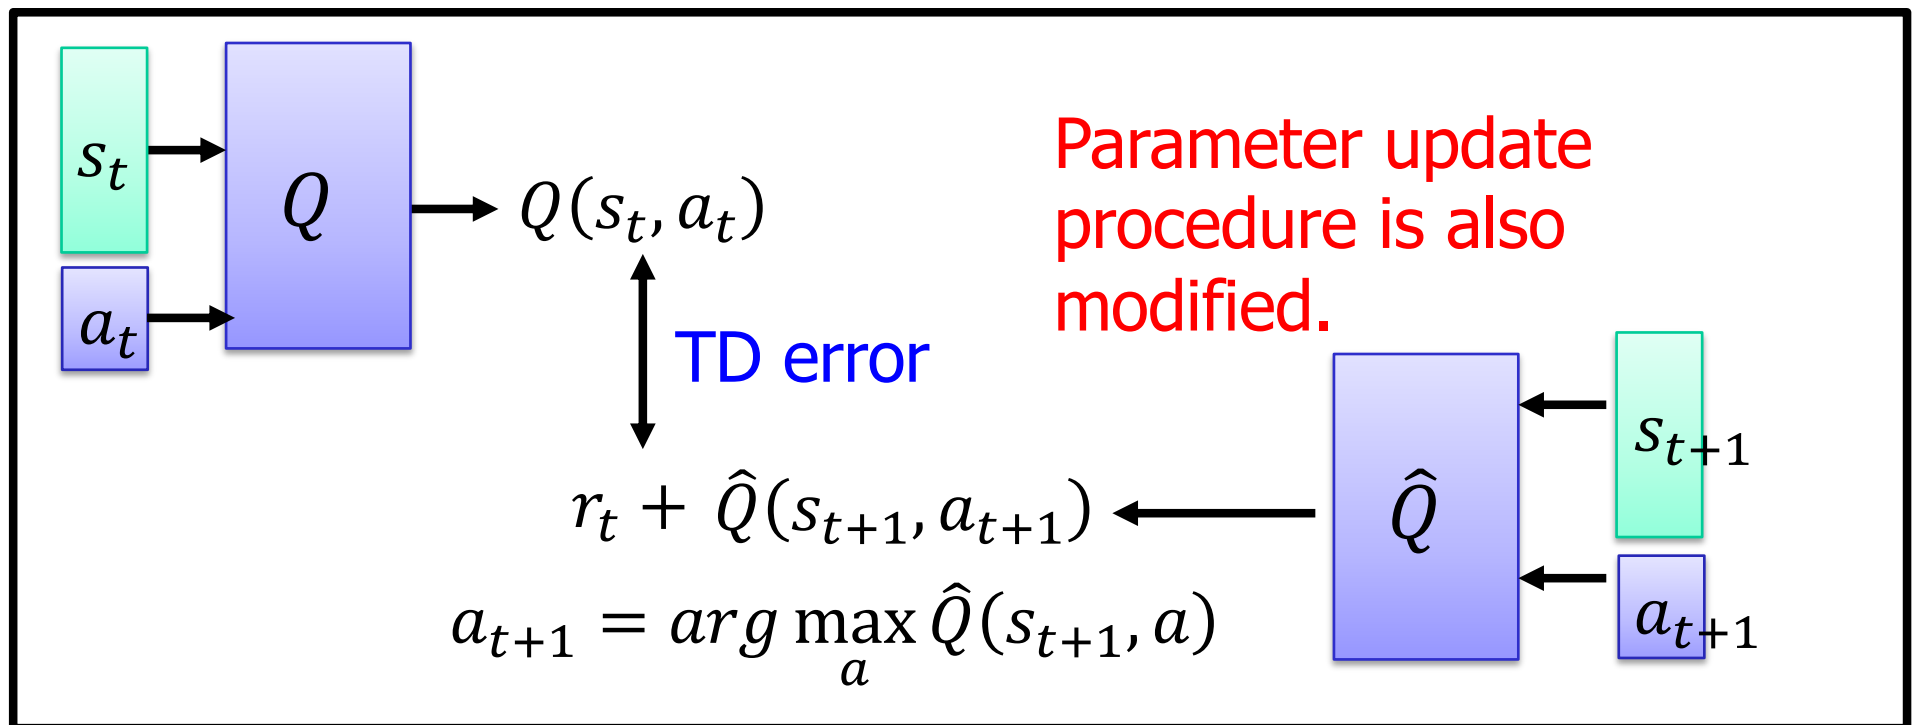 s_t
a_t
Q
Q(s_t, a_t)
Parameter update
procedure is also
modified.
TD error
r_t + Q̂(s_{t+1}, a_{t+1})
a_{t+1} = arg max_a Q̂(s_{t+1}, a)
Q̂
s_{t+1}
a_{t+1}